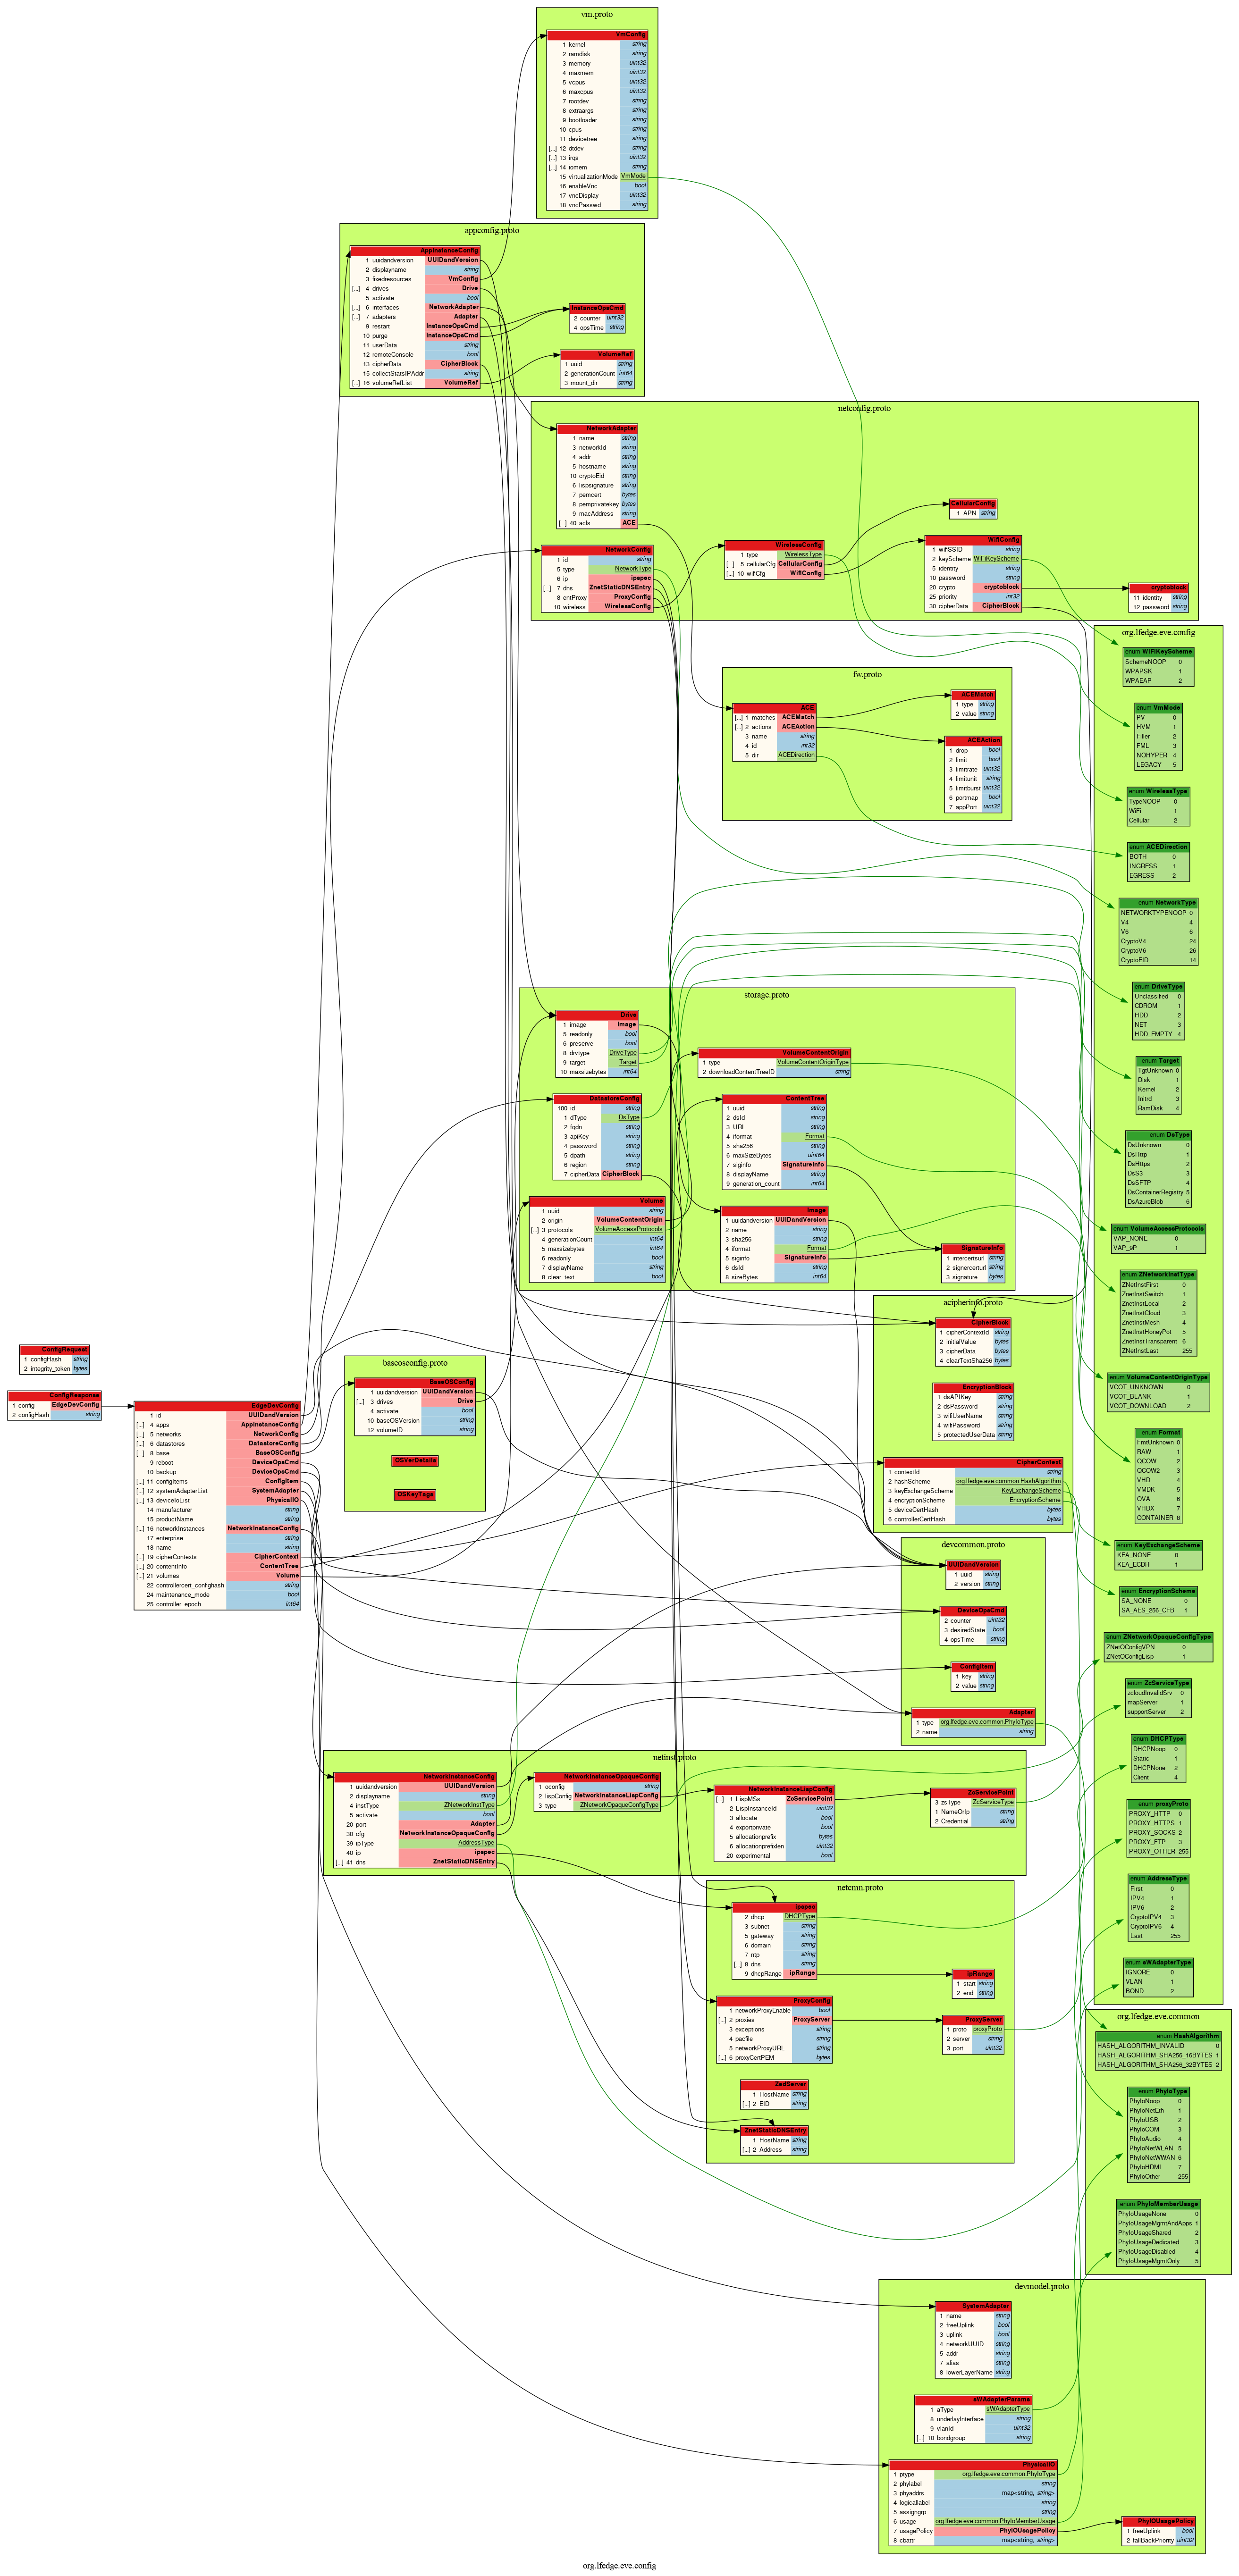 vm.proto
VmConfig
1 kernel string
2 ramdisk string
3 memory uint32
4 maxmem uint32
5 vcpus uint32
6 maxcpus uint32
7 rootdev string
8 extraargs string
9 bootloader string
10 cpus string
11 devicetree string
[...] 12 dtdev string
[...] 13 irqs uint32
[...] 14 iomem string
15 virtualizationMode VmMode
16 enableVnc bool
17 vncDisplay uint32
18 vncPasswd string
appconfig.proto
AppInstanceConfig
1 uuidandversion UUIDandVersion
2 displayname string
3 fixedresources VmConfig
[...] 4 drives Drive
5 activate bool
[...] 6 interfaces NetworkAdapter
[...] 7 adapters Adapter
9 restart InstanceOpsCmd
10 purge InstanceOpsCmd
11 userData string
12 remoteConsole bool
13 cipherData CipherBlock
15 collectStatsIPAddr string
[...] 16 volumeRefList VolumeRef
InstanceOpsCmd
2 counter uint32
4 opsTime string
VolumeRef
1 uuid string
2 generationCount int64
3 mount_dir string
netconfig.proto
NetworkAdapter
1 name string
3 networkId string
4 addr string
5 hostname string
10 cryptoEid string
6 lispsignature string
7 pemcert bytes
8 pemprivatekey bytes
9 macAddress string
[...] 40 acls ACE
NetworkConfig
1 id string
5 type NetworkType
6 ip ipspec
[...] 7 dns ZnetStaticDNSEntry
8 entProxy ProxyConfig
10 wireless WirelessConfig
WirelessConfig
1 type WirelessType
[...] 5 cellularCfg CellularConfig
[...] 10 wifiCfg WifiConfig
CellularConfig
1 APN string
WifiConfig
1 wifiSSID string
2 keyScheme WiFiKeyScheme
5 identity string
10 password string
20 crypto cryptoblock
25 priority int32
30 cipherData CipherBlock
cryptoblock
11 identity string
12 password string
fw.proto
ACE
[...] 1 matches ACEMatch
[...] 2 actions ACEAction
3 name string
4 id int32
5 dir ACEDirection
ACEMatch
1 type string
2 value string
ACEAction
1 drop bool
2 limit bool
3 limitrate uint32
4 limitunit string
5 limitburst uint32
6 portmap bool
7 appPort uint32
storage.proto
Drive
1 image Image
5 readonly bool
6 preserve bool
8 drvtype DriveType
9 target Target
10 maxsizebytes int64
DatastoreConfig
100 id string
1 dType DsType
2 fqdn string
3 apiKey string
4 password string
5 dpath string
6 region string
7 cipherData CipherBlock
Volume
1 uuid string
2 origin VolumeContentOrigin
[...] 3 protocols VolumeAccessProtocols
4 generationCount int64
5 maxsizebytes int64
6 readonly bool
7 displayName string
8 clear_text bool
VolumeContentOrigin
1 type VolumeContentOriginType
2 downloadContentTreeID string
ContentTree
1 uuid string
2 dsId string
3 URL string
4 iformat Format
5 sha256 string
6 maxSizeBytes uint64
7 siginfo SignatureInfo
8 displayName string
9 generation_count int64
Image
1 uuidandversion UUIDandVersion
2 name string
3 sha256 string
4 iformat Format
5 siginfo SignatureInfo
6 dsId string
8 sizeBytes int64
SignatureInfo
1 intercertsurl string
2 signercerturl string
3 signature bytes
acipherinfo.proto
CipherBlock
1 cipherContextId string
2 initialValue bytes
3 cipherData bytes
4 clearTextSha256 bytes
EncryptionBlock
1 dsAPIKey string
2 dsPassword string
3 wifiUserName string
4 wifiPassword string
5 protectedUserData string
CipherContext
1 contextId string
2 hashScheme org.lfedge.eve.common.HashAlgorithm
3 keyExchangeScheme KeyExchangeScheme
4 encryptionScheme EncryptionScheme
5 deviceCertHash bytes
6 controllerCertHash bytes
ConfigRequest
1 configHash string
2 integrity_token bytes
ConfigResponse
1 config EdgeDevConfig
2 configHash string
EdgeDevConfig
1 id UUIDandVersion
[...] 4 apps AppInstanceConfig
[...] 5 networks NetworkConfig
[...] 6 datastores DatastoreConfig
[...] 8 base BaseOSConfig
9 reboot DeviceOpsCmd
10 backup DeviceOpsCmd
[...] 11 configItems ConfigItem
[...] 12 systemAdapterList SystemAdapter
[...] 13 deviceIoList PhysicalIO
14 manufacturer string
15 productName string
[...] 16 networkInstances NetworkInstanceConfig
17 enterprise string
18 name string
[...] 19 cipherContexts CipherContext
[...] 20 contentInfo ContentTree
[...] 21 volumes Volume
22 controllercert_confighash string
24 maintenance_mode bool
25 controller_epoch int64
baseosconfig.proto
BaseOSConfig
1 uuidandversion UUIDandVersion
[...] 3 drives Drive
4 activate bool
10 baseOSVersion string
12 volumeID string
OSVerDetails
OSKeyTags
devcommon.proto
UUIDandVersion
1 uuid string
2 version string
DeviceOpsCmd
2 counter uint32
3 desiredState bool
4 opsTime string
ConfigItem
1 key string
2 value string
Adapter
1 type org.lfedge.eve.common.PhyIoType
2 name string
netinst.proto
NetworkInstanceConfig
1 uuidandversion UUIDandVersion
2 displayname string
4 instType ZNetworkInstType
5 activate bool
20 port Adapter
30 cfg NetworkInstanceOpaqueConfig
39 ipType AddressType
40 ip ipspec
[...] 41 dns ZnetStaticDNSEntry
NetworkInstanceOpaqueConfig
1 oconfig string
2 lispConfig NetworkInstanceLispConfig
3 type ZNetworkOpaqueConfigType
NetworkInstanceLispConfig
[...] 1 LispMSs ZcServicePoint
2 LispInstanceId uint32
3 allocate bool
4 exportprivate bool
5 allocationprefix bytes
6 allocationprefixlen uint32
20 experimental bool
ZcServicePoint
3 zsType ZcServiceType
1 NameOrIp string
2 Credential string
netcmn.proto
ipspec
2 dhcp DHCPType
3 subnet string
5 gateway string
6 domain string
7 ntp string
[...] 8 dns string
9 dhcpRange ipRange
ipRange
1 start string
2 end string
ProxyConfig
1 networkProxyEnable bool
[...] 2 proxies ProxyServer
3 exceptions string
4 pacfile string
5 networkProxyURL string
[...] 6 proxyCertPEM bytes
ProxyServer
1 proto proxyProto
2 server string
3 port uint32
ZedServer
1 HostName string
[...] 2 EID string
ZnetStaticDNSEntry
1 HostName string
[...] 2 Address string
org.lfedge.eve.config
enum WiFiKeyScheme
SchemeNOOP 0
WPAPSK 1
WPAEAP 2
enum VmMode
PV 0
HVM 1
Filler 2
FML 3
NOHYPER 4
LEGACY 5
enum WirelessType
TypeNOOP 0
WiFi 1
Cellular 2
enum ACEDirection
BOTH 0
INGRESS 1
EGRESS 2
enum NetworkType
NETWORKTYPENOOP 0
V4 4
V6 6
CryptoV4 24
CryptoV6 26
CryptoEID 14
enum DriveType
Unclassified 0
CDROM 1
HDD 2
NET 3
HDD_EMPTY 4
enum Target
TgtUnknown 0
Disk 1
Kernel 2
Initrd 3
RamDisk 4
enum DsType
DsUnknown 0
DsHttp 1
DsHttps 2
DsS3 3
DsSFTP 4
DsContainerRegistry 5
DsAzureBlob 6
enum VolumeAccessProtocols
VAP_NONE 0
VAP_9P 1
enum ZNetworkInstType
ZNetInstFirst 0
ZnetInstSwitch 1
ZnetInstLocal 2
ZnetInstCloud 3
ZnetInstMesh 4
ZnetInstHoneyPot 5
ZnetInstTransparent 6
ZNetInstLast 255
enum VolumeContentOriginType
VCOT_UNKNOWN 0
VCOT_BLANK 1
VCOT_DOWNLOAD 2
enum Format
FmtUnknown 0
RAW 1
QCOW 2
QCOW2 3
VHD 4
VMDK 5
OVA 6
VHDX 7
CONTAINER 8
enum KeyExchangeScheme
KEA_NONE 0
KEA_ECDH 1
enum EncryptionScheme
SA_NONE 0
SA_AES_256_CFB 1
enum ZNetworkOpaqueConfigType
ZNetOConfigVPN 0
ZNetOConfigLisp 1
enum ZcServiceType
zcloudInvalidSrv 0
mapServer 1
supportServer 2
enum DHCPType
DHCPNoop 0
Static 1
DHCPNone 2
Client 4
enum proxyProto
PROXY_HTTP 0
PROXY_HTTPS 1
PROXY_SOCKS 2
PROXY_FTP 3
PROXY_OTHER 255
enum AddressType
First 0
IPV4 1
IPV6 2
CryptoIPV4 3
CryptoIPV6 4
Last 255
enum sWAdapterType
IGNORE 0
VLAN 1
BOND 2
org.lfedge.eve.common
enum HashAlgorithm
HASH_ALGORITHM_INVALID 0
HASH_ALGORITHM_SHA256_16BYTES 1
HASH_ALGORITHM_SHA256_32BYTES 2
enum PhyIoType
PhyIoNoop 0
PhyIoNetEth 1
PhyIoUSB 2
PhyIoCOM 3
PhyIoAudio 4
PhyIoNetWLAN 5
PhyIoNetWWAN 6
PhyIoHDMI 7
PhyIoOther 255
enum PhyIoMemberUsage
PhyIoUsageNone 0
PhyIoUsageMgmtAndApps 1
PhyIoUsageShared 2
PhyIoUsageDedicated 3
PhyIoUsageDisabled 4
PhyIoUsageMgmtOnly 5
devmodel.proto
SystemAdapter
1 name string
2 freeUplink bool
3 uplink bool
4 networkUUID string
5 addr string
7 alias string
8 lowerLayerName string
sWAdapterParams
1 aType sWAdapterType
8 underlayInterface string
9 vlanId uint32
[...] 10 bondgroup string
PhysicalIO
1 ptype org.lfedge.eve.common.PhyIoType
2 phylabel string
3 phyaddrs map<string, string>
4 logicallabel string
5 assigngrp string
6 usage org.lfedge.eve.common.PhyIoMemberUsage
7 usagePolicy PhyIOUsagePolicy
8 cbattr map<string, string>
PhyIOUsagePolicy
1 freeUplink bool
2 fallBackPriority uint32
org.lfedge.eve.config